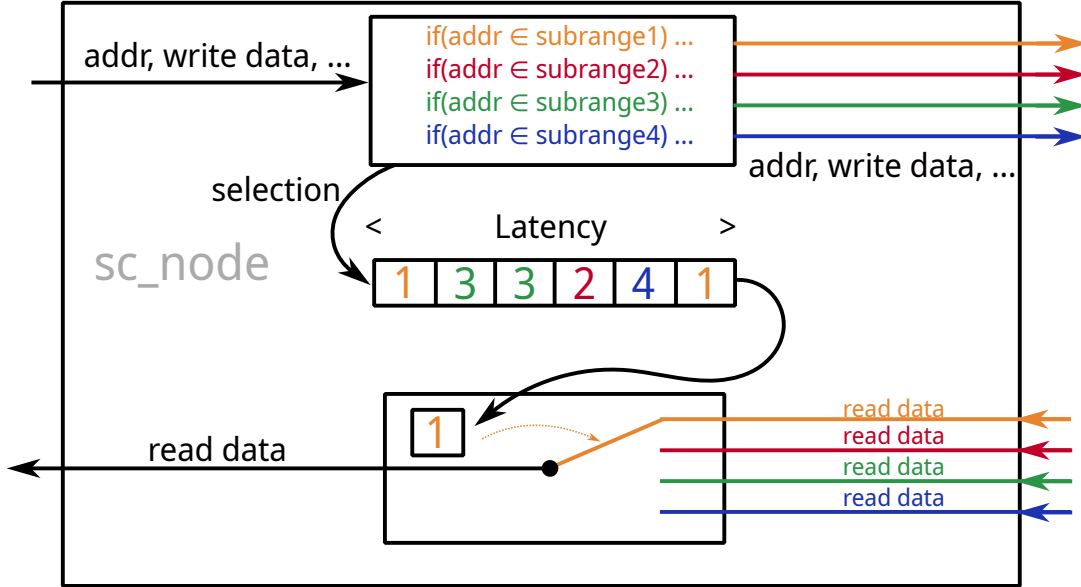 addr, write data, ...
if(addr ∈ subrange1) ...
if(addr ∈ subrange2) ...
if(addr ∈ subrange3) ...
if(addr ∈ subrange4) ...
addr, write data, ...
selection
< Latency >
sc_node
1 3 3 2 4 1
1
read data
read data
read data
read data
read data